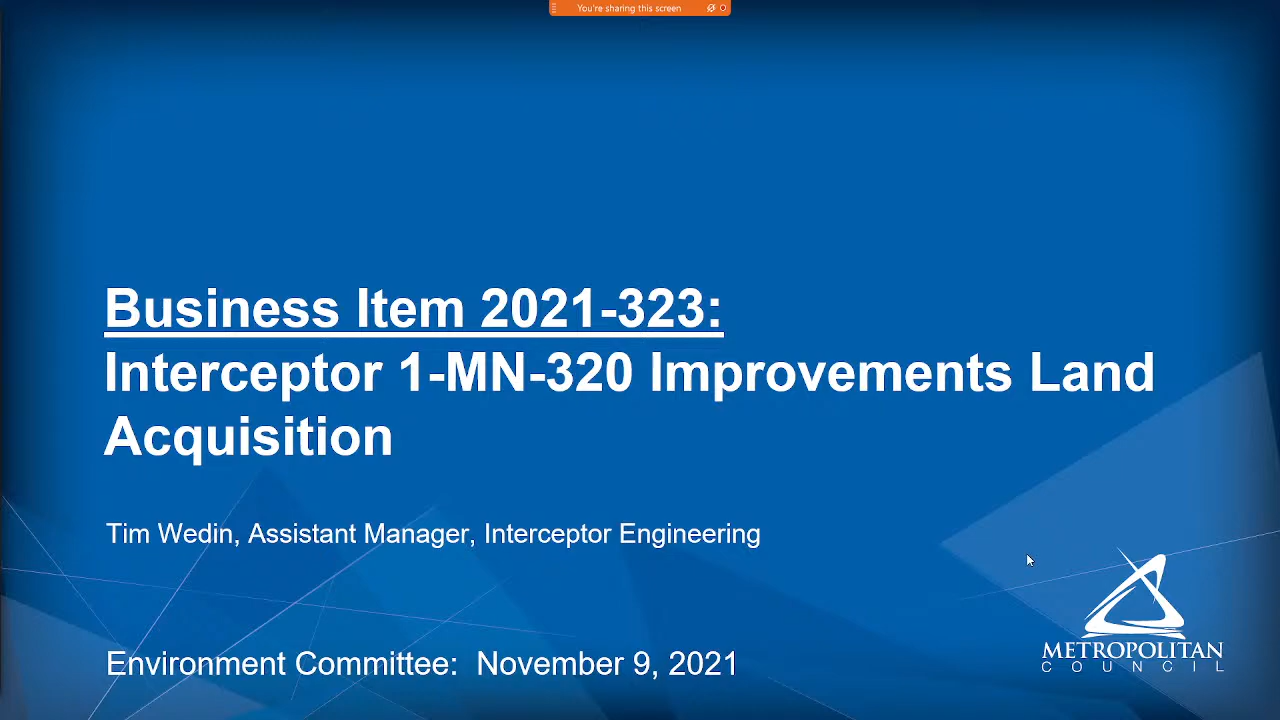 You're sharing this screen
Business Item 2021-323:
Interceptor 1-MN-320 Improvements Land
Acquisition
Tim Wedin, Assistant Manager, Interceptor Engineering
Environment Committee:  November 9, 2021
METROPOLITAN
COUNCIL